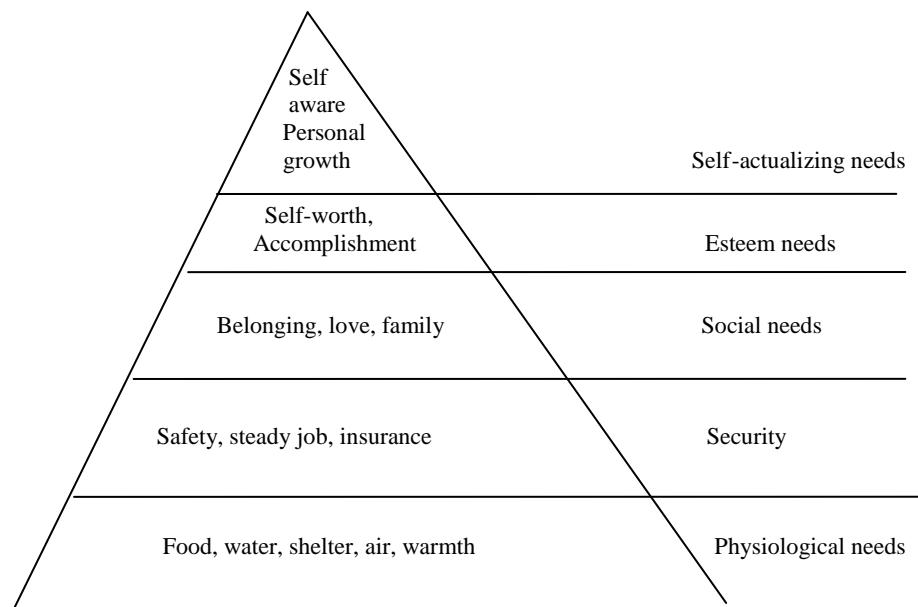 Self
aware
Personal
growth
Self-actualizing needs
Self-worth,
Accomplishment
Esteem needs
Belonging, love, family
Social needs
Safety, steady job, insurance
Security
Food, water, shelter, air, warmth
Physiological needs